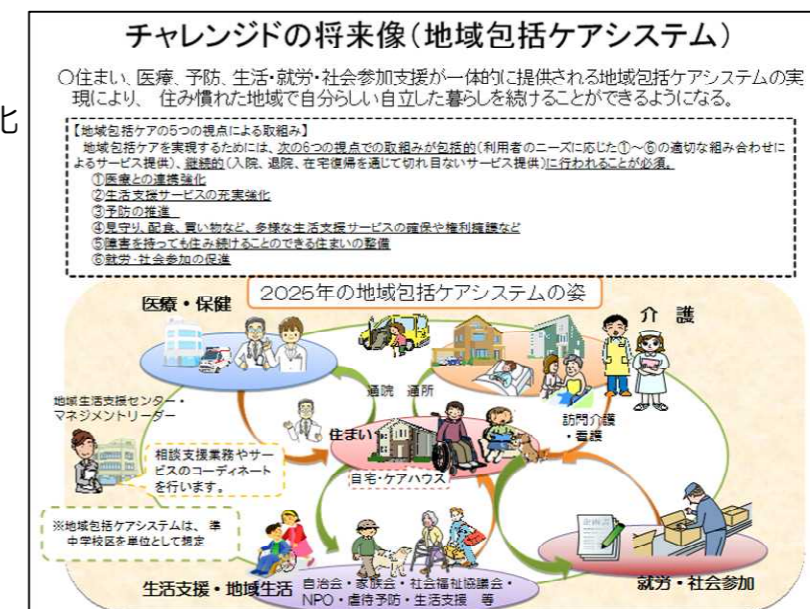 チャレンジドの将来像(地域包括ケアシステム)
○住まい、医療、予防、生活・就労・社会参加支援が一体的に提供される地域包括ケアシステムの実
現により、 住み慣れた地域で自分らしい自立した暮らしを続けることができるようになる。
【地域包括ケアの5つの視点による取組み】
地域包括ケアを実現するためには、次の6つの視点での取組みが包括的(利用者のニーズに応じた①~⑥の適切な組み合わせに
よるサービス提供)、継続的(入院、退院、在宅復帰を通じて切れ目ないサービス提供)に行われることが必須。
①医療との連携強化
②生活支援サービスの充実強化
③予防の推進
④見守り、配食、買い物など、多様な生活支援サービスの確保や権利擁護など
⑤障害を持っても住み続けることのできる住まいの整備
⑥就労・社会参加の促進
2025年の地域包括ケアシステムの姿
医療・保健
介 護
通院 通所
地域生活支援センター・
マネジメントリーダー
訪問介護
・看護
住まい
相談支援業務やサー
ビスのコーディネート
を行います。
自宅・ケアハウス
※地域包括ケアシステムは、 準
中学校区を単位として想定
企画書
生活支援・地域生活
自治会・家族会・社会福祉協議会・
NPO・虐待予防・生活支援 等
就労・社会参加